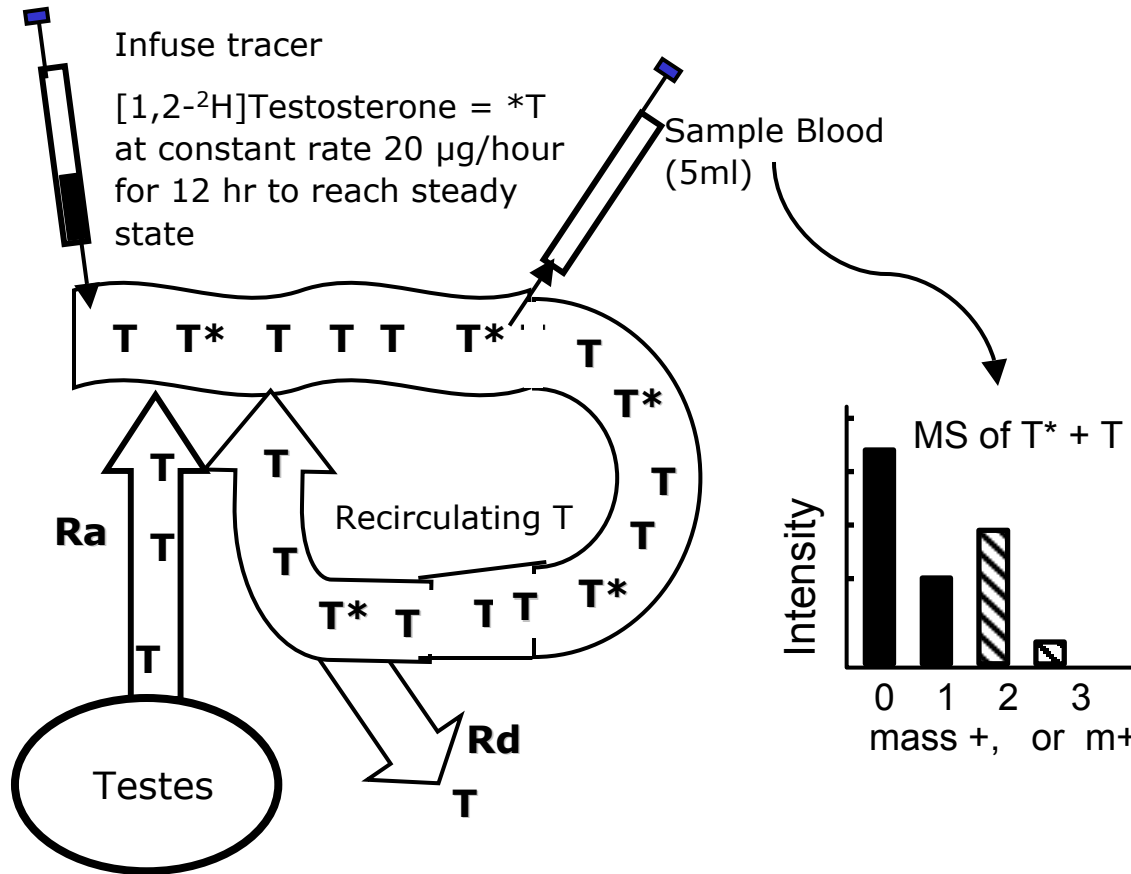 Infuse tracer
[1,2-²H]Testosterone = *T
at constant rate 20 µg/hour
for 12 hr to reach steady
state
Sample Blood
(5ml)
T T* T T T T*
T
T*
T
T
T*
T
T
T
T*
T
T
Recirculating T
Ra
T
T
T
Rd
T
Testes
MS of T* + T
Intensity
0 1 2 3
mass +, or m+